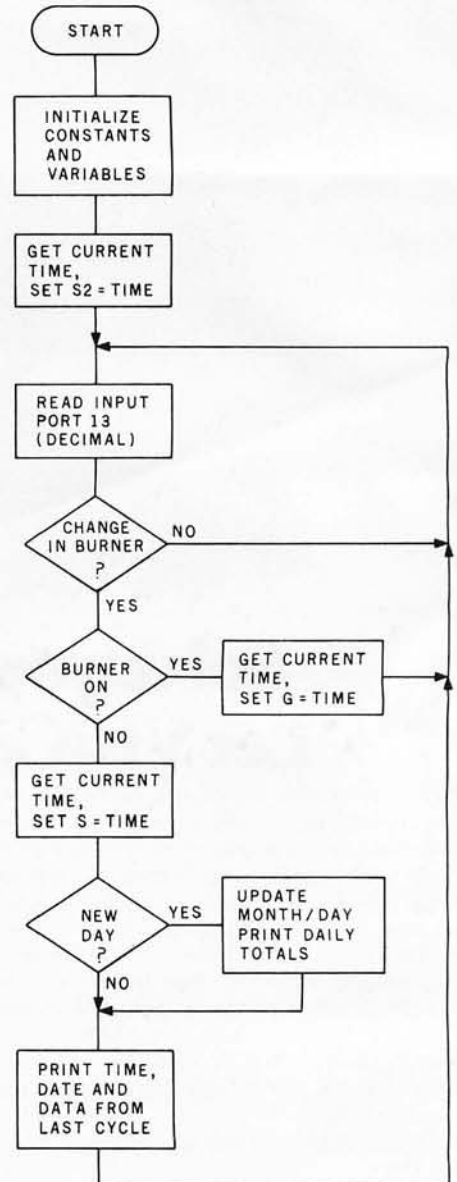 START
INITIALIZE
CONSTANTS
AND
VARIABLES
GET CURRENT
TIME,
SET S2 = TIME
READ INPUT
PORT 13
(DECIMAL)
CHANGE
IN BURNER
?
NO
YES
BURNER
ON
?
YES
GET CURRENT
TIME,
SET G = TIME
NO
GET CURRENT
TIME,
SET S = TIME
NEW
DAY
?
YES
UPDATE
MONTH/DAY
PRINT DAILY
TOTALS
NO
PRINT TIME,
DATE AND
DATA FROM
LAST CYCLE